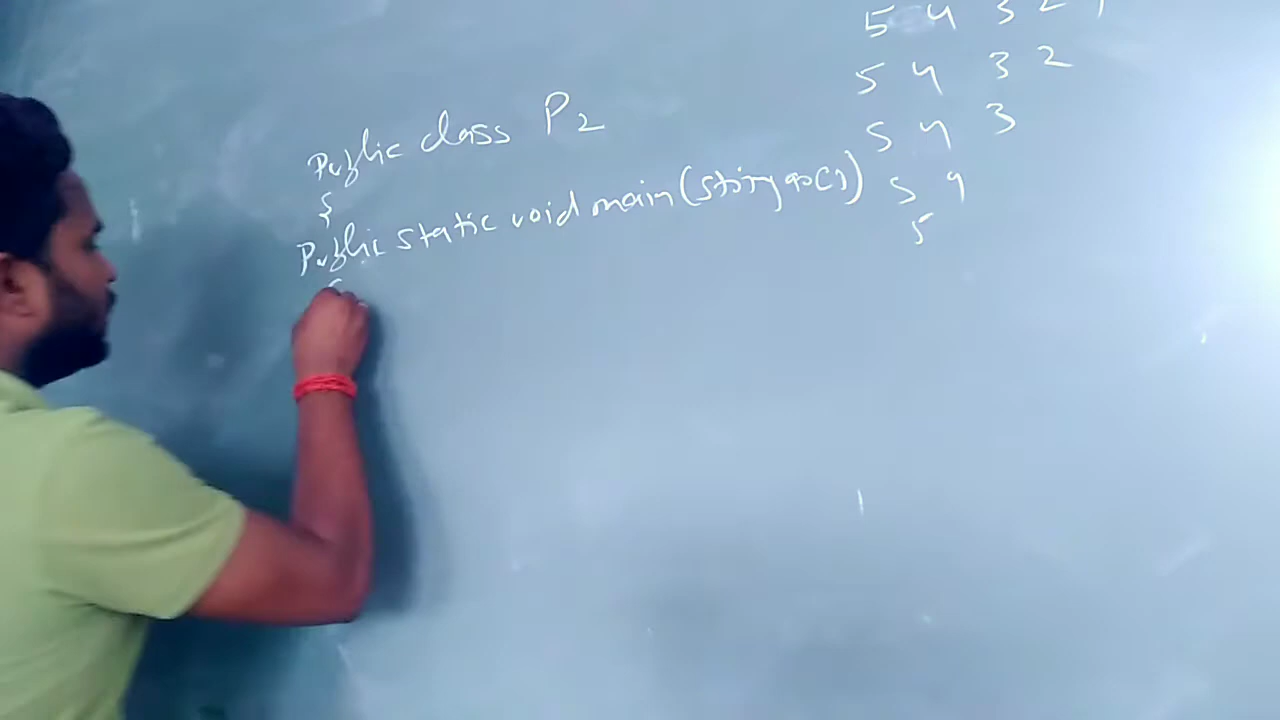 5 4 3 2 1
5 4 3 2
5 4 3
5 4
5
Public class P2
{
Public static void main(String ar[])
{